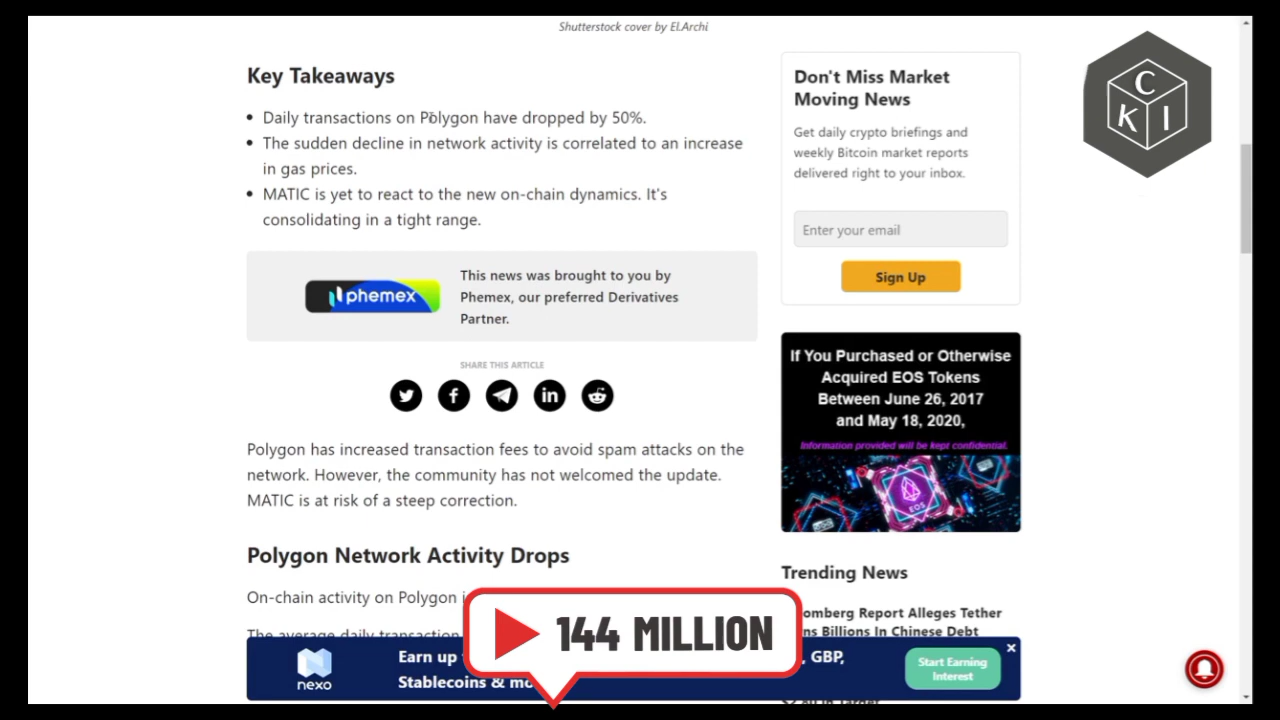 Shutterstock cover by El.Archi
Key Takeaways
Daily transactions on Polygon have dropped by 50%.
The sudden decline in network activity is correlated to an increase
in gas prices.
MATIC is yet to react to the new on-chain dynamics. It's
consolidating in a tight range.
phemex
This news was brought to you by
Phemex, our preferred Derivatives
Partner.
SHARE THIS ARTICLE
Polygon has increased transaction fees to avoid spam attacks on the
network. However, the community has not welcomed the update.
MATIC is at risk of a steep correction.
Polygon Network Activity Drops
On-chain activity on Polygon
The average daily transaction
Don't Miss Market
Moving News
Get daily crypto briefings and
weekly Bitcoin market reports
delivered right to your inbox.
Enter your email
Sign Up
If You Purchased or Otherwise
Acquired EOS Tokens
Between June 26, 2017
and May 18, 2020,
Information provided will be kept confidential.
EOS
Trending News
Report Alleges Tether
Billions In Chinese Debt
nexo
Earn up
Stablecoins &
GBP,
Start Earning
Interest
144 MILLION
C
K I